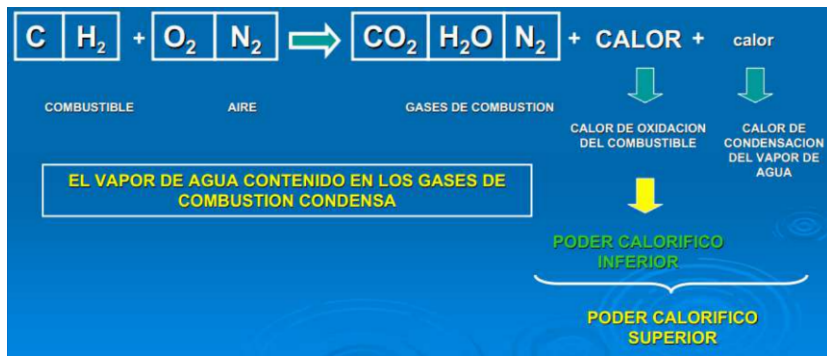 C H₂ + O₂ N₂ CO₂ H₂O N₂ + CALOR + calor
COMBUSTIBLE AIRE GASES DE COMBUSTION
CALOR DE OXIDACION
DEL COMBUSTIBLE
CALOR DE
CONDENSACION
DEL VAPOR DE
AGUA
EL VAPOR DE AGUA CONTENIDO EN LOS GASES DE
COMBUSTION CONDENSA
PODER CALORIFICO
INFERIOR
PODER CALORIFICO
SUPERIOR